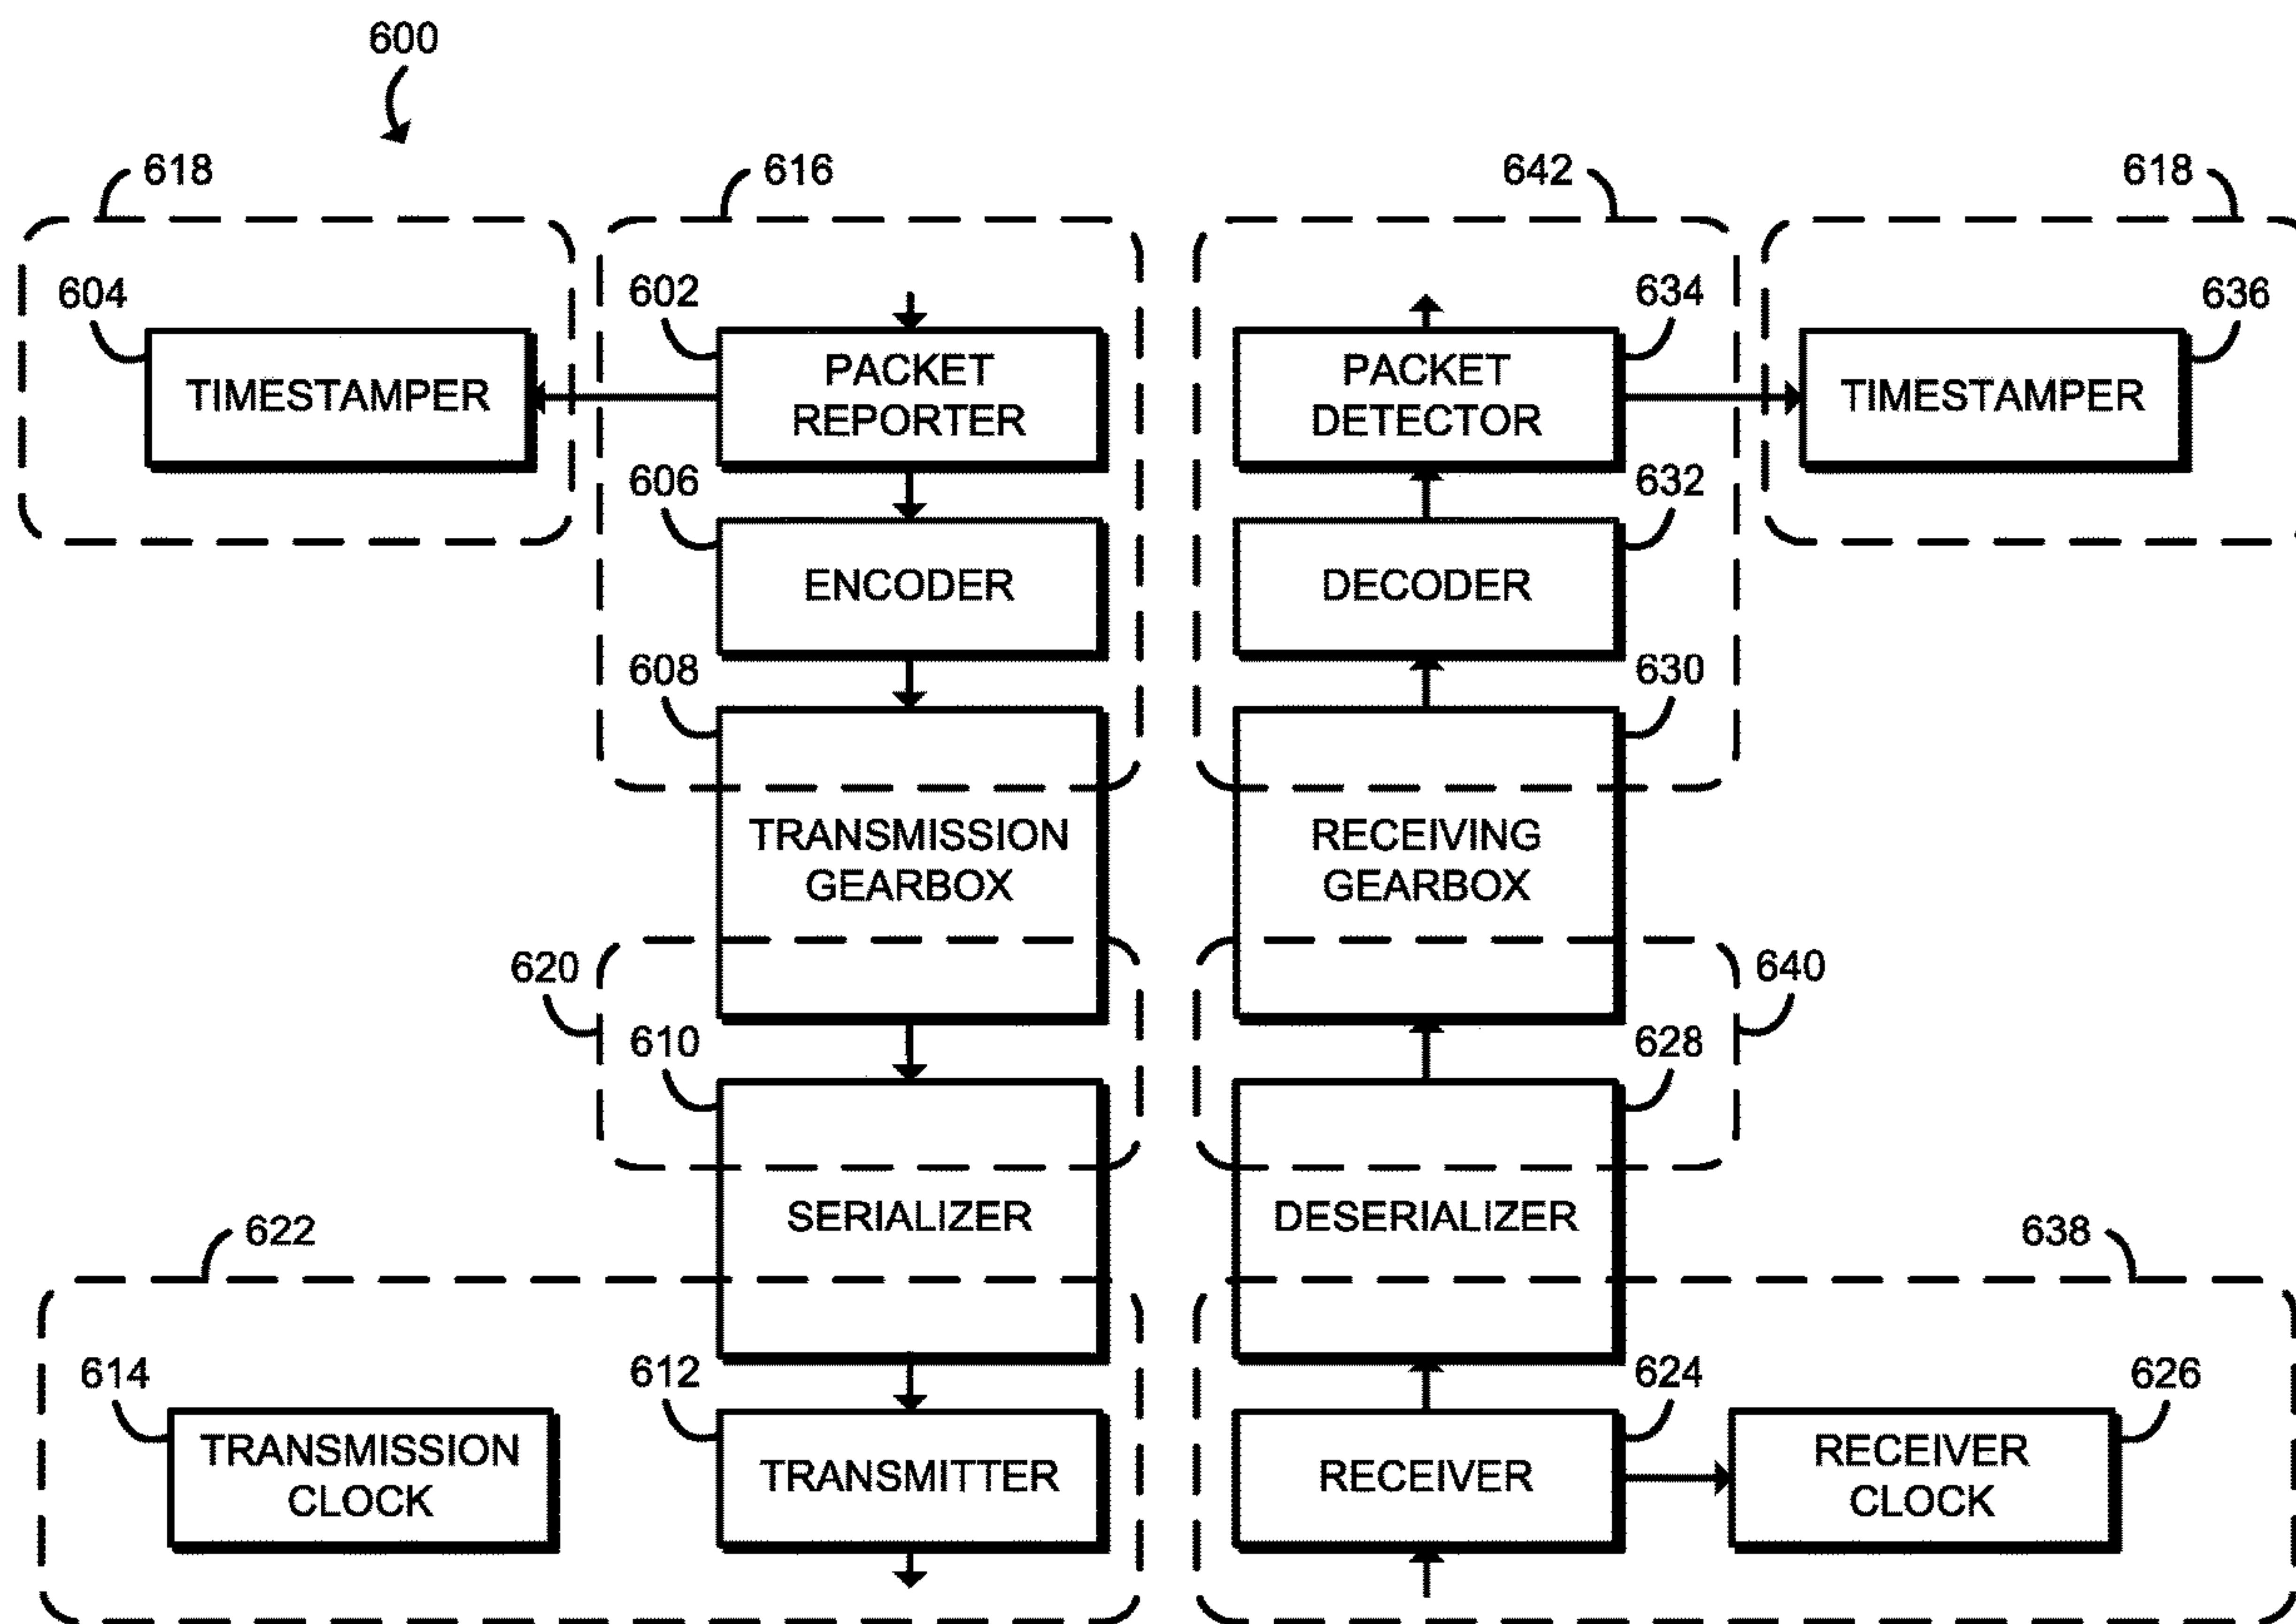 600
618
616
642
618
604
602
634
636
TIMESTAMPER
PACKET
REPORTER
PACKET
DETECTOR
TIMESTAMPER
606
632
ENCODER
DECODER
608
630
TRANSMISSION
GEARBOX
RECEIVING
GEARBOX
620
640
610
628
SERIALIZER
DESERIALIZER
622
638
614
612
624
626
TRANSMISSION
CLOCK
TRANSMITTER
RECEIVER
RECEIVER
CLOCK